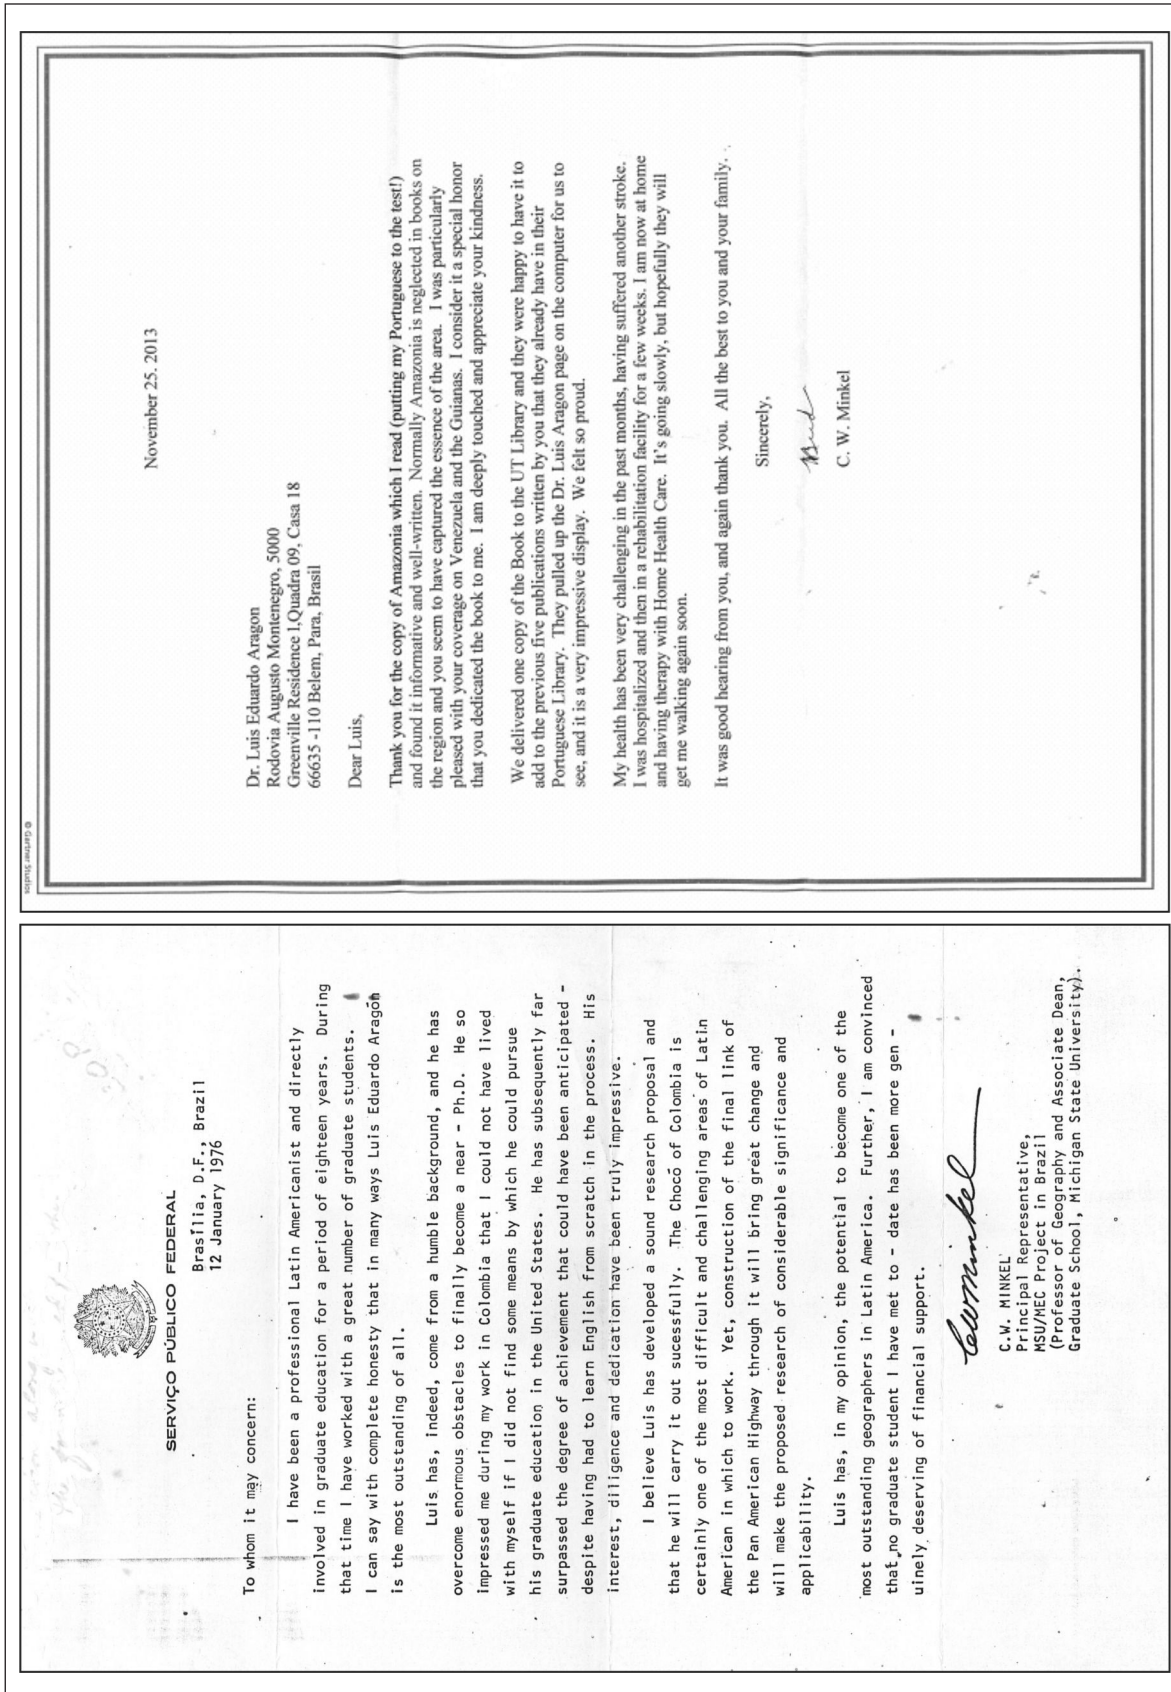 SERVIÇO PÚBLICO FEDERAL
Brasília, D.F., Brazil
12 January 1976
To whom it may concern:
I have been a professional Latin Americanist and directly
involved in graduate education for a period of eighteen years. During
that time I have worked with a great number of graduate students.
I can say with complete honesty that in many ways Luis Eduardo Aragón
is the most outstanding of all.
Luis has, indeed, come from a humble background, and he has
overcome enormous obstacles to finally become a near - Ph.D. He so
impressed me during my work in Colombia that I could not have lived
with myself if I did not find some means by which he could pursue
his graduate education in the United States. He has subsequently far
surpassed the degree of achievement that could have been anticipated -
despite having had to learn English from scratch in the process. His
interest, diligence and dedication have been truly impressive.
I believe Luis has developed a sound research proposal and
that he will carry it out sucessfully. The Chocó of Colombia is
certainly one of the most difficult and challenging areas of Latin
American in which to work. Yet, construction of the final link of
the Pan American Highway through it will bring great change and
will make the proposed research of considerable significance and
applicability.
Luis has, in my opinion, the potential to become one of the
most outstanding geographers in Latin America. Further, I am convinced
that no graduate student I have met to - date has been more gen -
uinely deserving of financial support.
CWMinkel
C.W. MINKEL
Principal Representative,
MSU/MEC Project in Brazil
(Professor of Geography and Associate Dean,
Graduate School, Michigan State University).
© Gartner Studios
November 25. 2013
Dr. Luis Eduardo Aragon
Rodovia Augusto Montenegro, 5000
Greenville Residence 1,Quadra 09, Casa 18
66635 -110 Belem, Para, Brasil
Dear Luis,
Thank you for the copy of Amazonia which I read (putting my Portuguese to the test!)
and found it informative and well-written. Normally Amazonia is neglected in books on
the region and you seem to have captured the essence of the area. I was particularly
pleased with your coverage on Venezuela and the Guianas. I consider it a special honor
that you dedicated the book to me. I am deeply touched and appreciate your kindness.
We delivered one copy of the Book to the UT Library and they were happy to have it to
add to the previous five publications written by you that they already have in their
Portuguese Library. They pulled up the Dr. Luis Aragon page on the computer for us to
see, and it is a very impressive display. We felt so proud.
My health has been very challenging in the past months, having suffered another stroke.
I was hospitalized and then in a rehabilitation facility for a few weeks. I am now at home
and having therapy with Home Health Care. It's going slowly, but hopefully they will
get me walking again soon.
It was good hearing from you, and again thank you. All the best to you and your family.
Sincerely,
Bud
C. W. Minkel